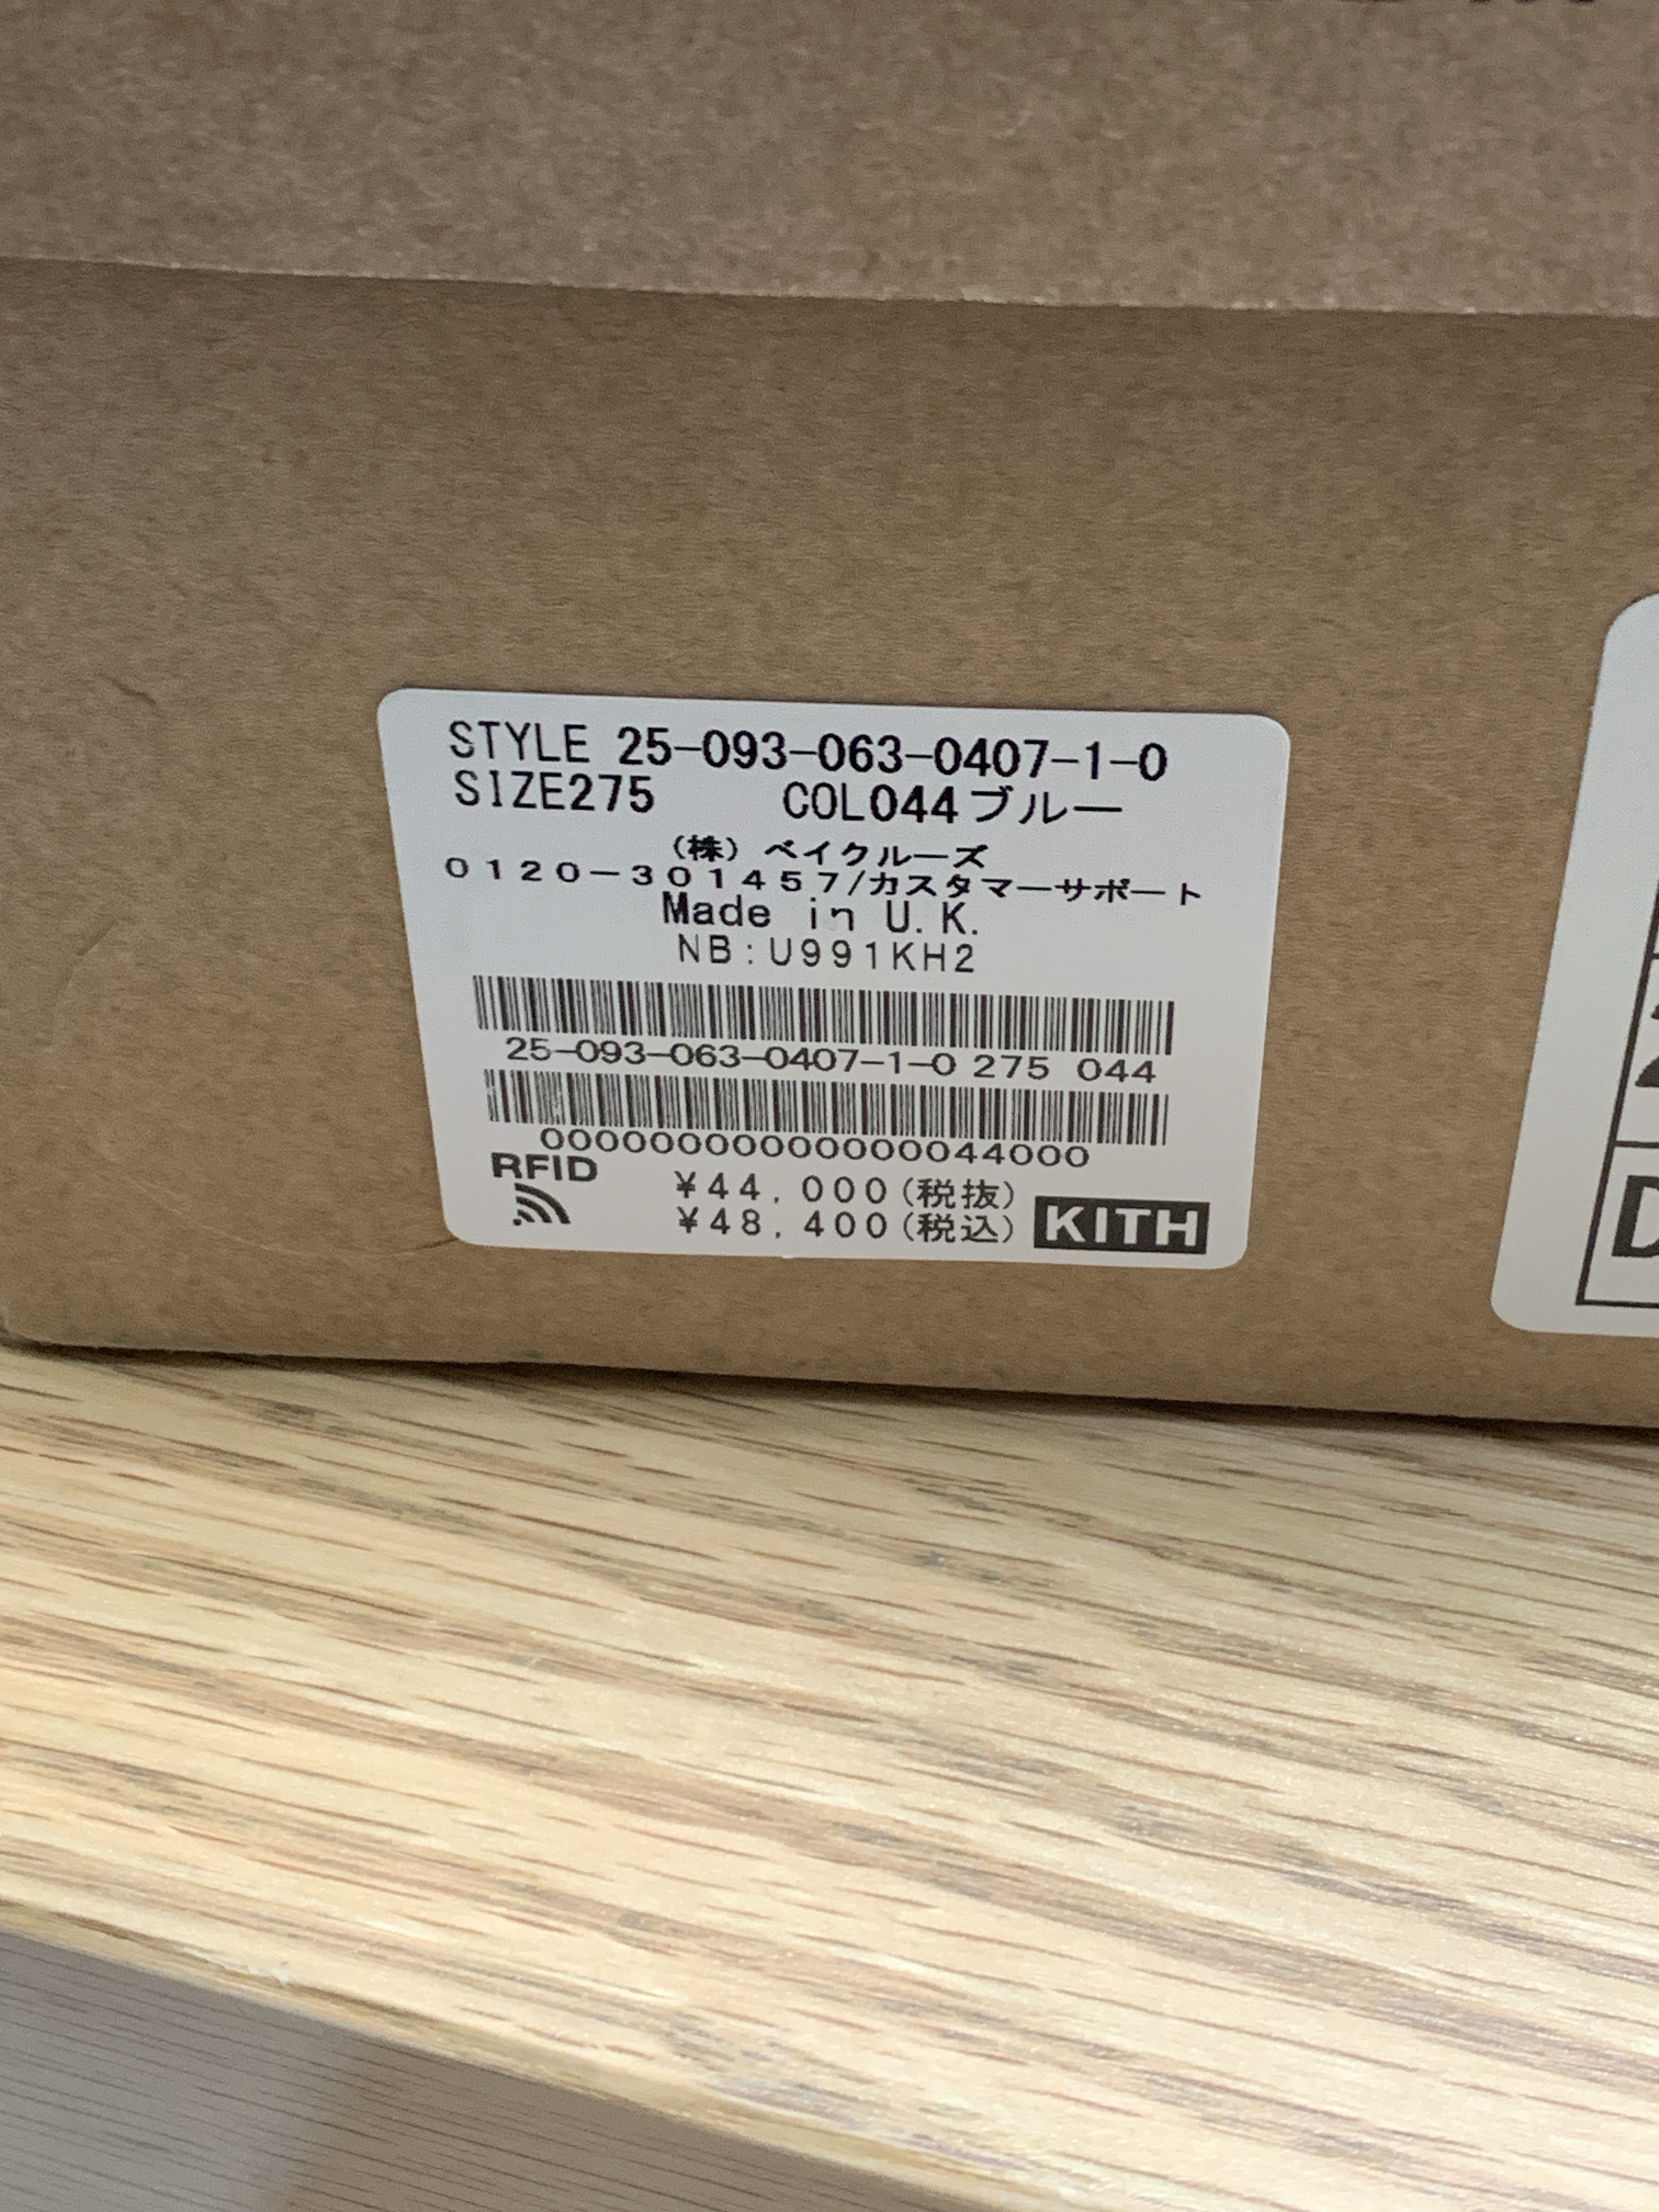 STYLE 25-093-063-0407-1-0
SIZE275 COL044ブルー
(株) ベイクルーズ
0120-301457/カスタマーサポート
Made in U.K.
NB:U991KH2
25-093-063-0407-1-0 275 044
00000000000000044000
RFID
¥44,000(税抜)
¥48,400(税込)
KITH